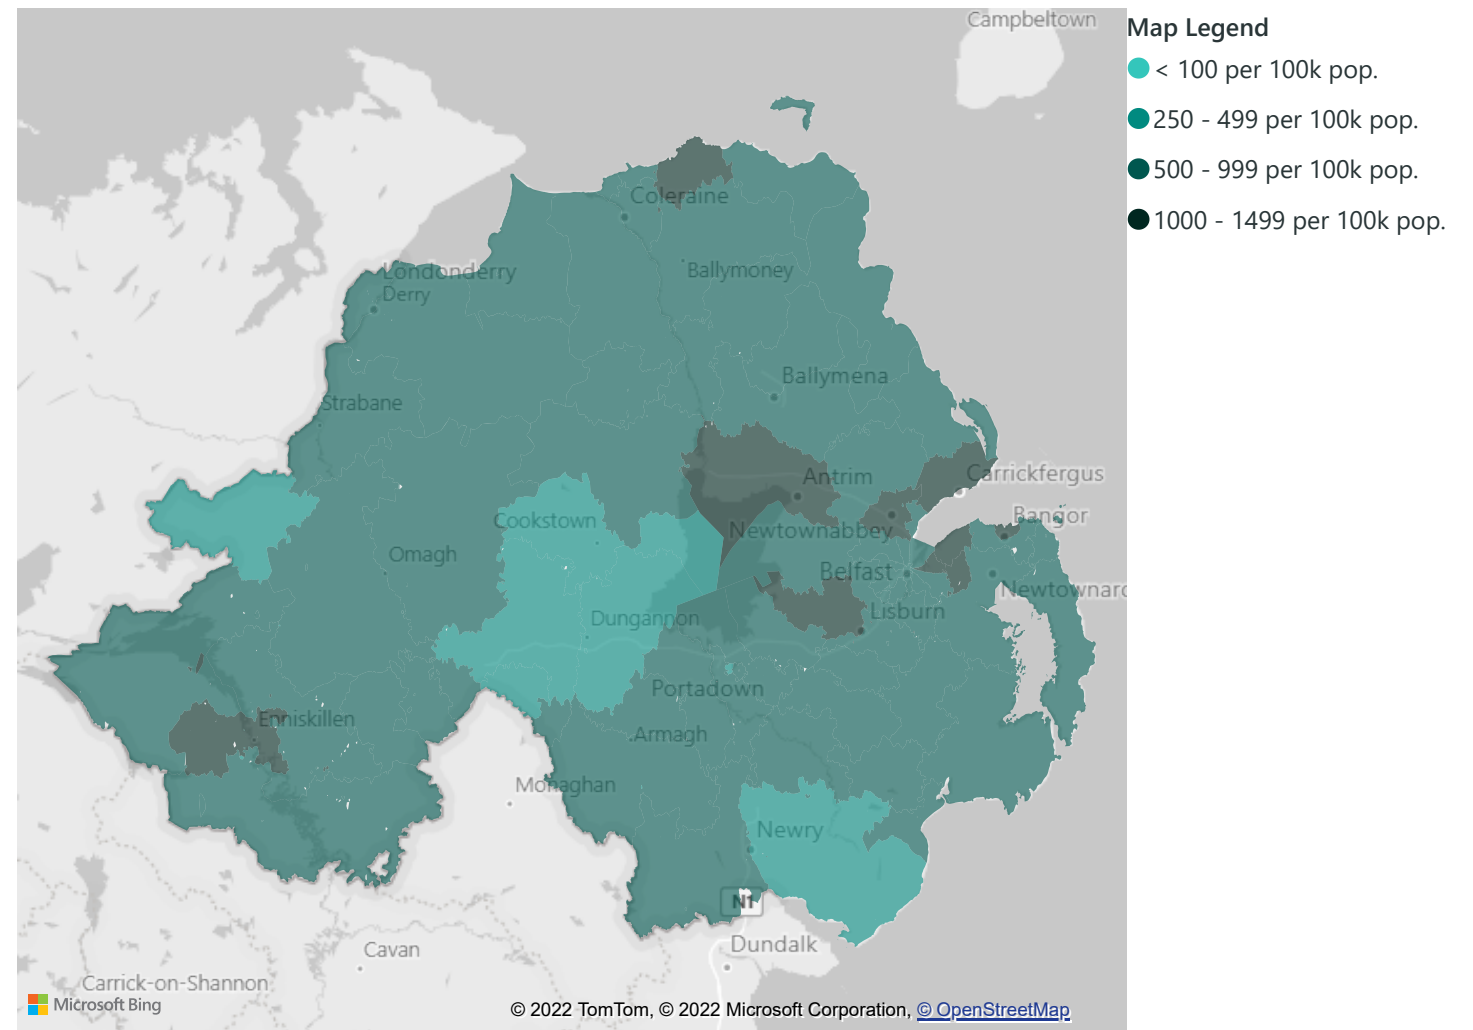 Campbeltown
Map Legend
< 100 per 100k pop.
250 - 499 per 100k pop.
500 - 999 per 100k pop.
1000 - 1499 per 100k pop.
Coleraine
Londonderry
Derry
Ballymoney
Ballymena
Strabane
Antrim
Carrickfergus
Cookstown
Newtownabbey
Bangor
Omagh
Belfast
Newtownarc
Dungannon
Lisburn
Portadown
Enniskillen
Armagh
Monaghan
Newry
N1
Dundalk
Cavan
Carrick-on-Shannon
Microsoft Bing
© 2022 TomTom, © 2022 Microsoft Corporation, © OpenStreetMap